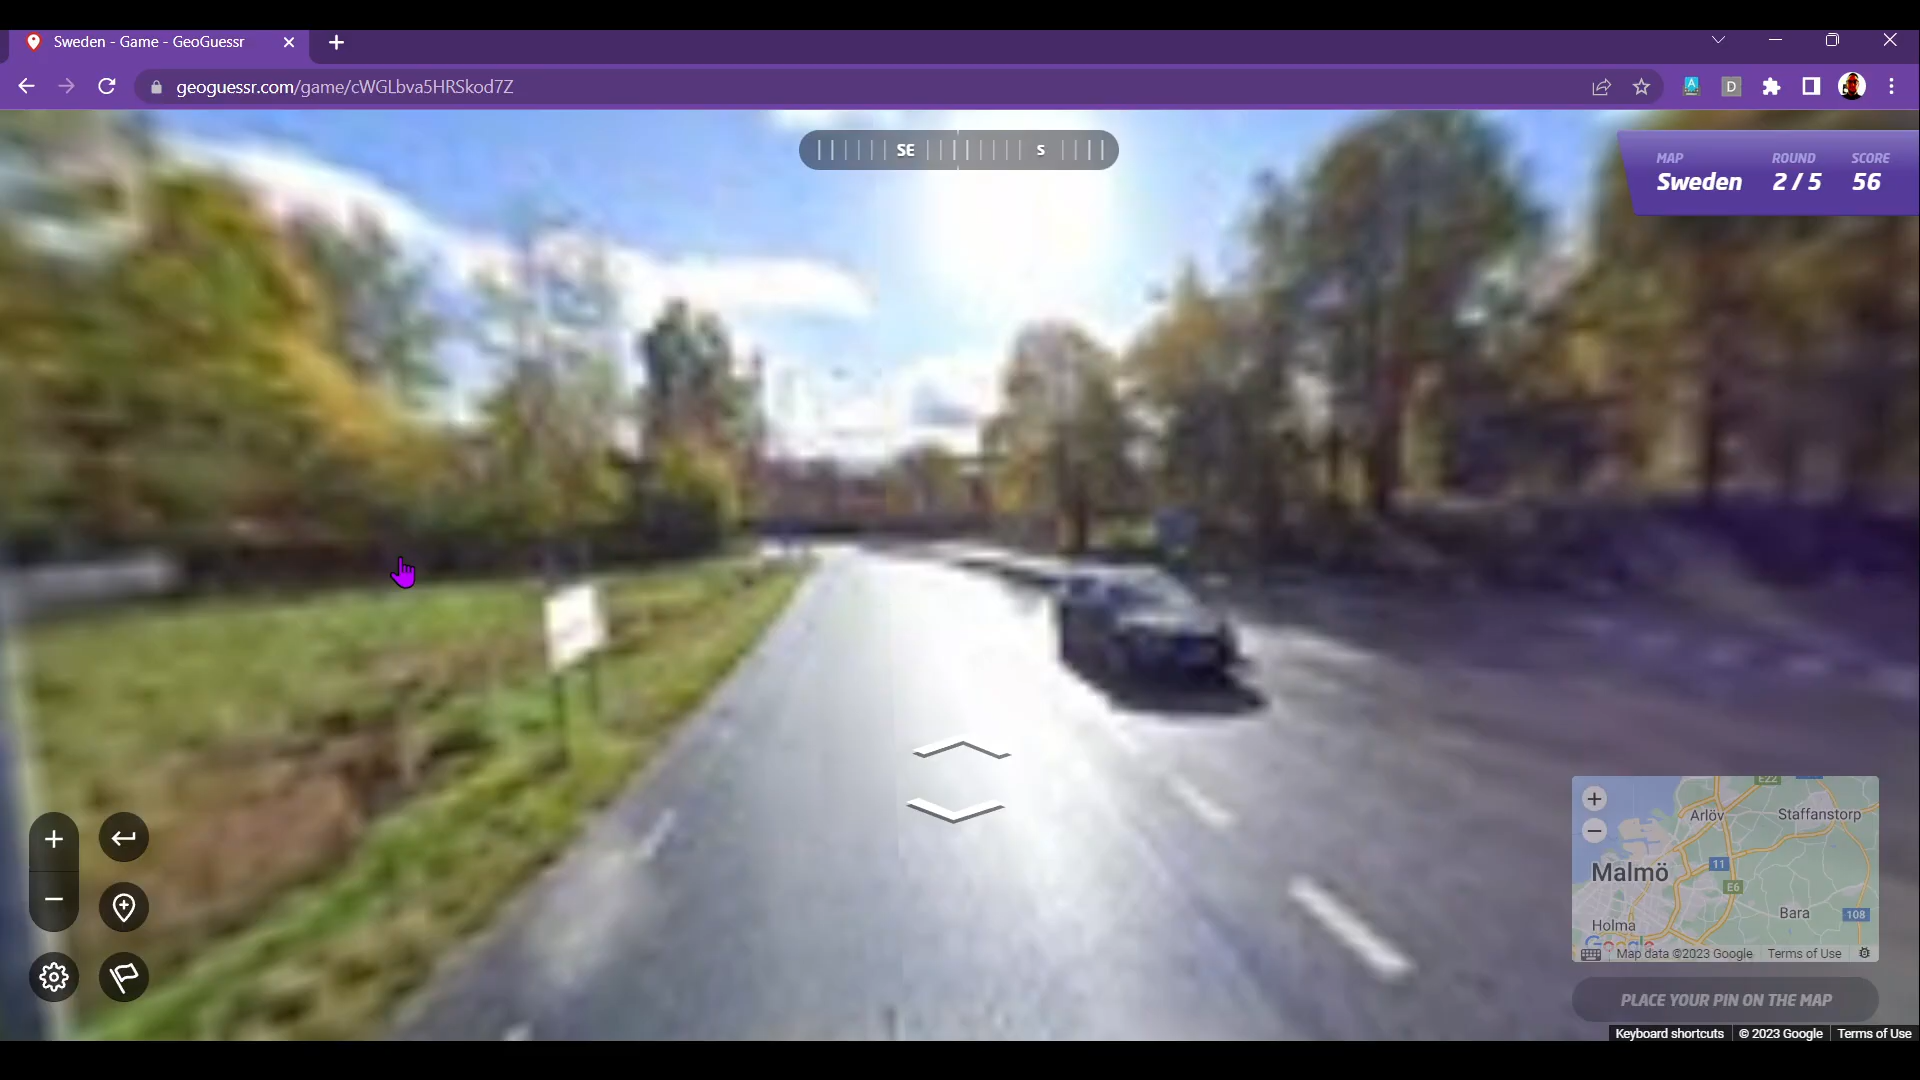 Sweden - Game - GeoGuessr
geoguessr.com/game/cWGLbva5HRSkod7Z
A
D
SE
S
MAP ROUND SCORE
Sweden 2 / 5 56
E22
Arlöv
Staffanstorp
11
Malmö
E6
Bara
108
Holma
Google
Map data ©2023 Google Terms of Use
PLACE YOUR PIN ON THE MAP
Keyboard shortcuts © 2023 Google Terms of Use